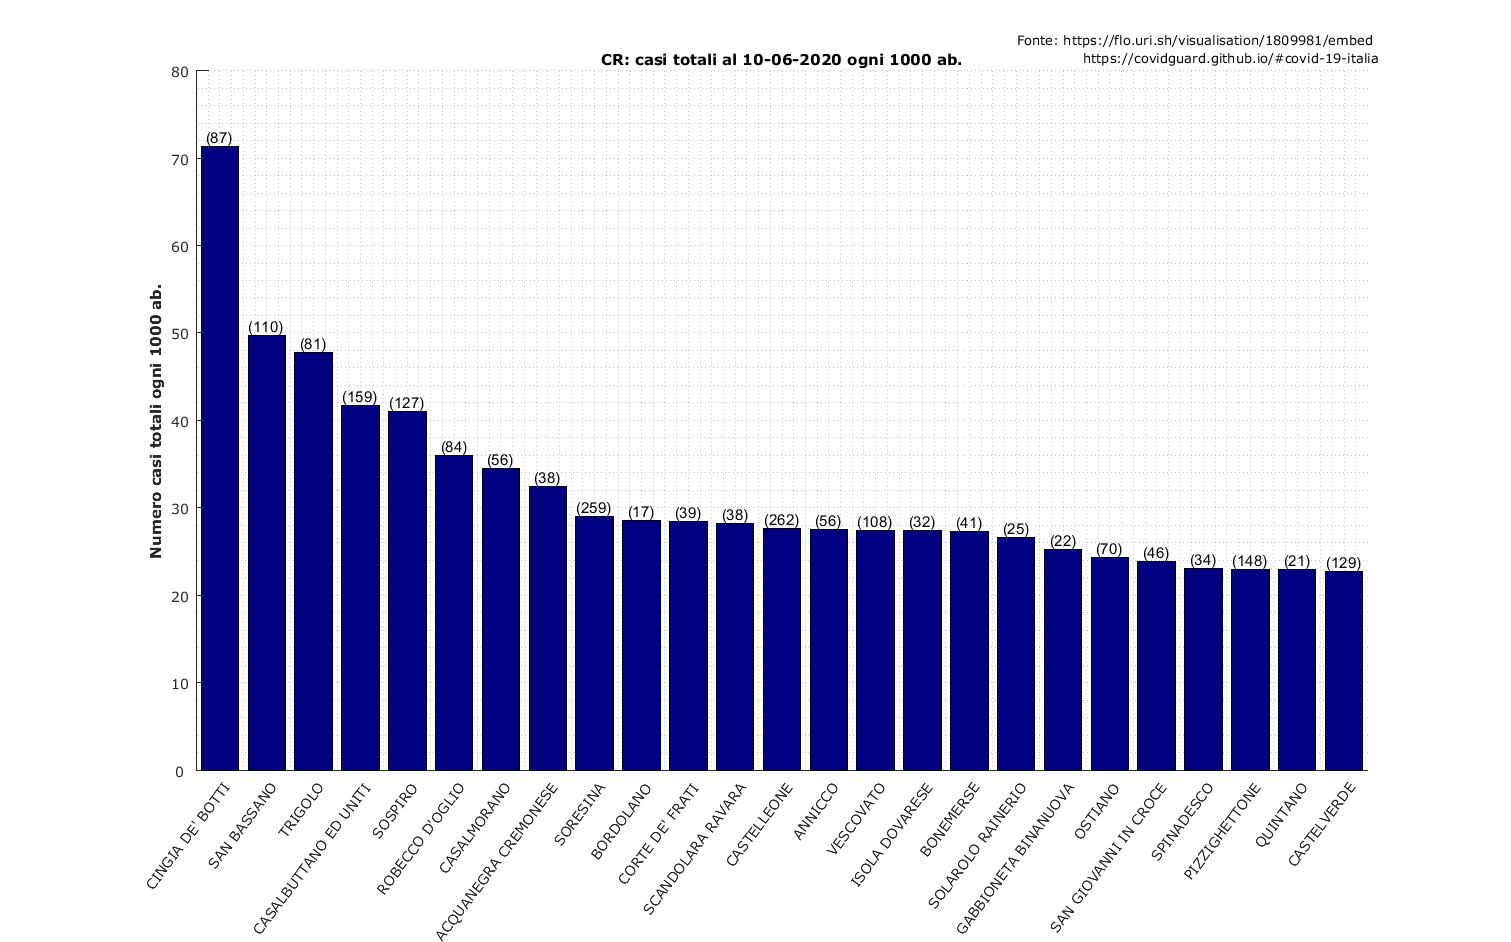 Fonte: https://flo.uri.sh/visualisation/1809981/embed
https://covidguard.github.io/#covid-19-italia
CR: casi totali al 10-06-2020 ogni 1000 ab.
Numero casi totali ogni 1000 ab.
80
70
60
50
40
30
20
10
0
(87)
(110)
(81)
(159)
(127)
(84)
(56)
(38)
(259)
(17)
(39)
(38)
(262)
(56)
(108)
(32)
(41)
(25)
(22)
(70)
(46)
(34)
(148)
(21)
(129)
CINGIA DE' BOTTI
SAN BASSANO
TRIGOLO
CASALBUTTANO ED UNITI
SOSPIRO
ROBECCO D'OGLIO
CASALMORANO
ACQUANEGRA CREMONESE
SORESINA
BORDOLANO
CORTE DE' FRATI
SCANDOLARA RAVARA
CASTELLEONE
ANNICCO
VESCOVATO
ISOLA DOVARESE
BONEMERSE
SOLAROLO RAINERIO
GABBIONETA BINANUOVA
OSTIANO
SAN GIOVANNI IN CROCE
SPINADESCO
PIZZIGHETTONE
QUINTANO
CASTELVERDE